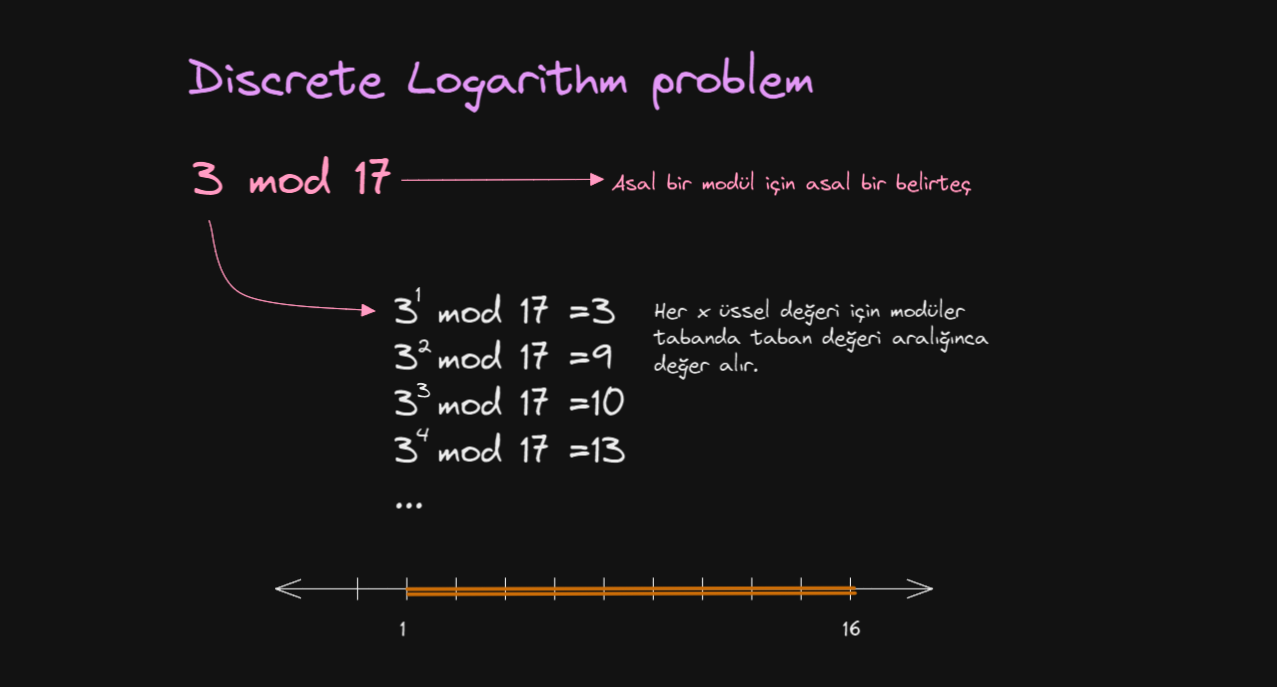 Discrete Logarithm problem
3 mod 17
Asal bir modül için asal bir belirteç
3¹ mod 17 =3
3² mod 17 =9
3³ mod 17 =10
3⁴ mod 17 =13
...
Her x üssel değeri için modüler
tabanda taban değeri aralığınca
değer alır.
1
16